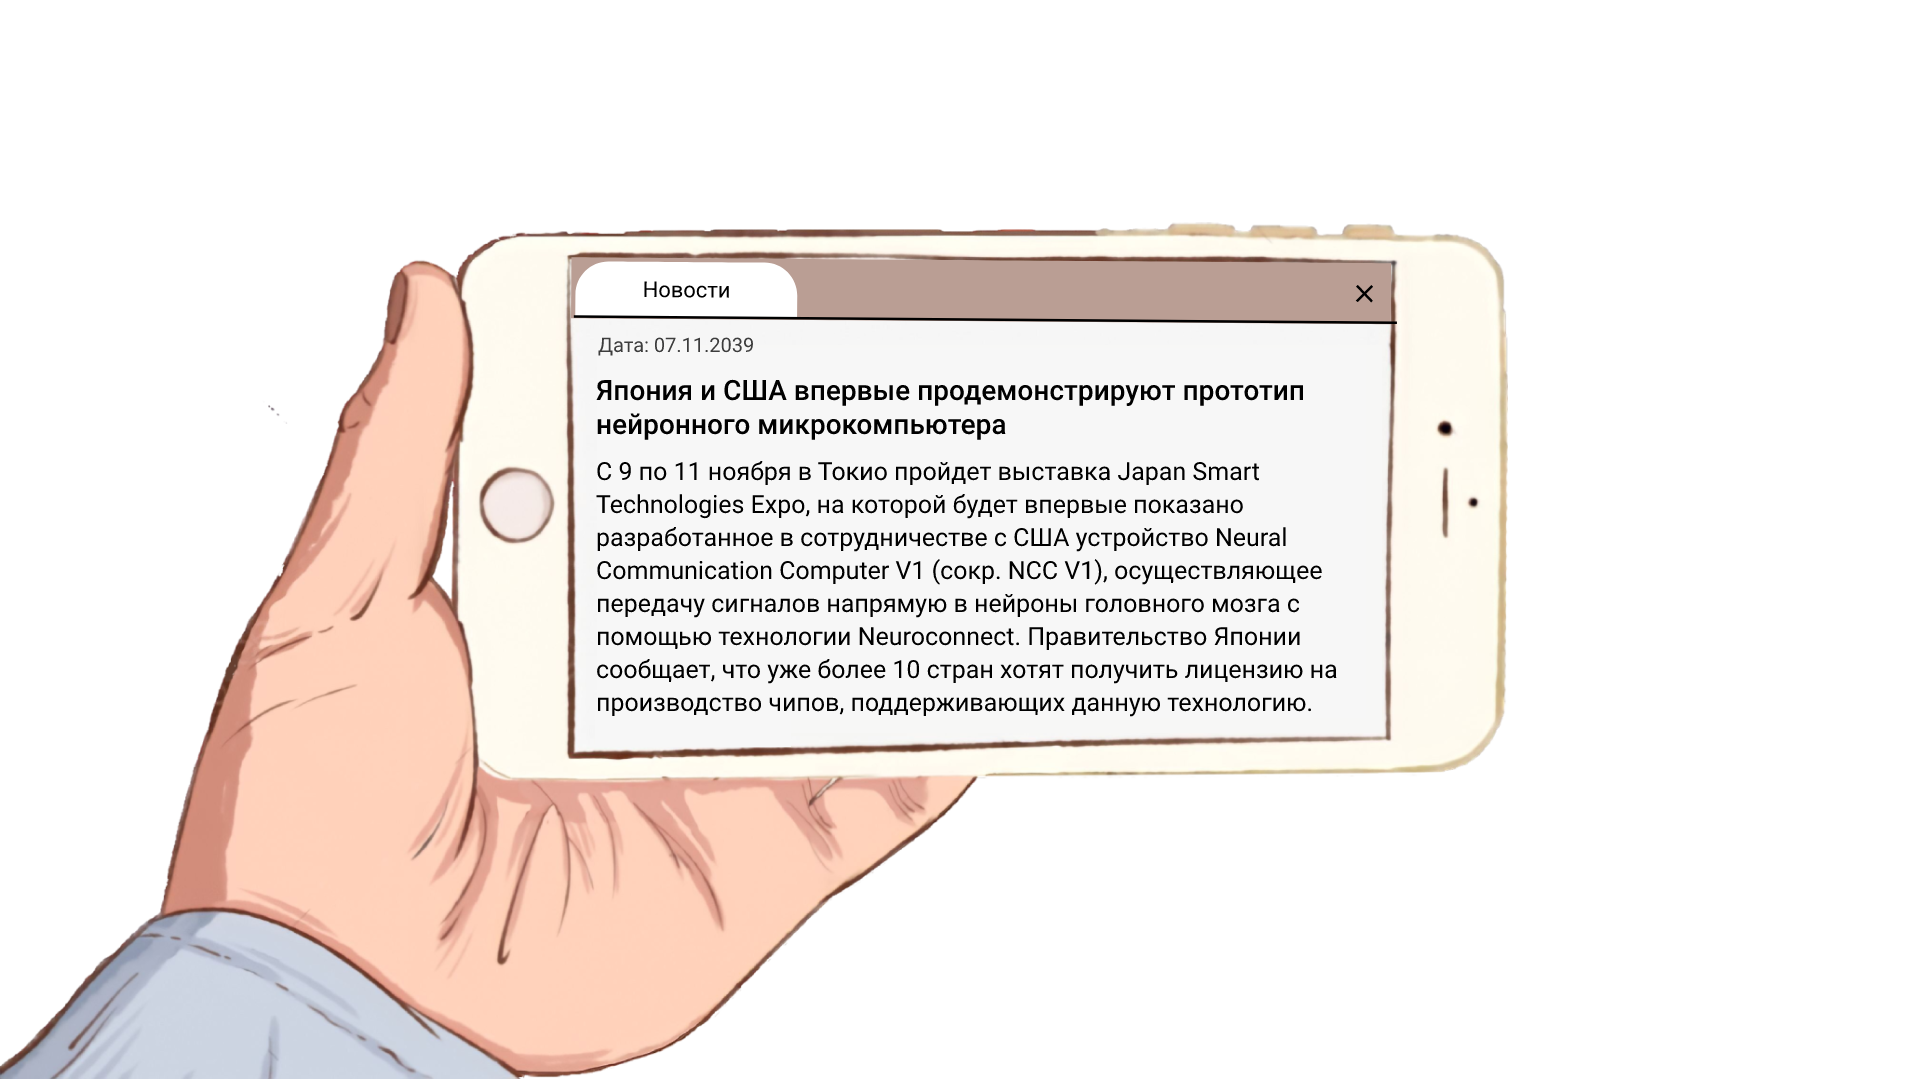 Новости
Дата: 07.11.2039
Япония и США впервые продемонстрируют прототип
нейронного микрокомпьютера
С 9 по 11 ноября в Токио пройдет выставка Japan Smart
Technologies Expo, на которой будет впервые показано
разработанное в сотрудничестве с США устройство Neural
Communication Computer V1 (сокр. NCC V1), осуществляющее
передачу сигналов напрямую в нейроны головного мозга с
помощью технологии Neuroconnect. Правительство Японии
сообщает, что уже более 10 стран хотят получить лицензию на
производство чипов, поддерживающих данную технологию.